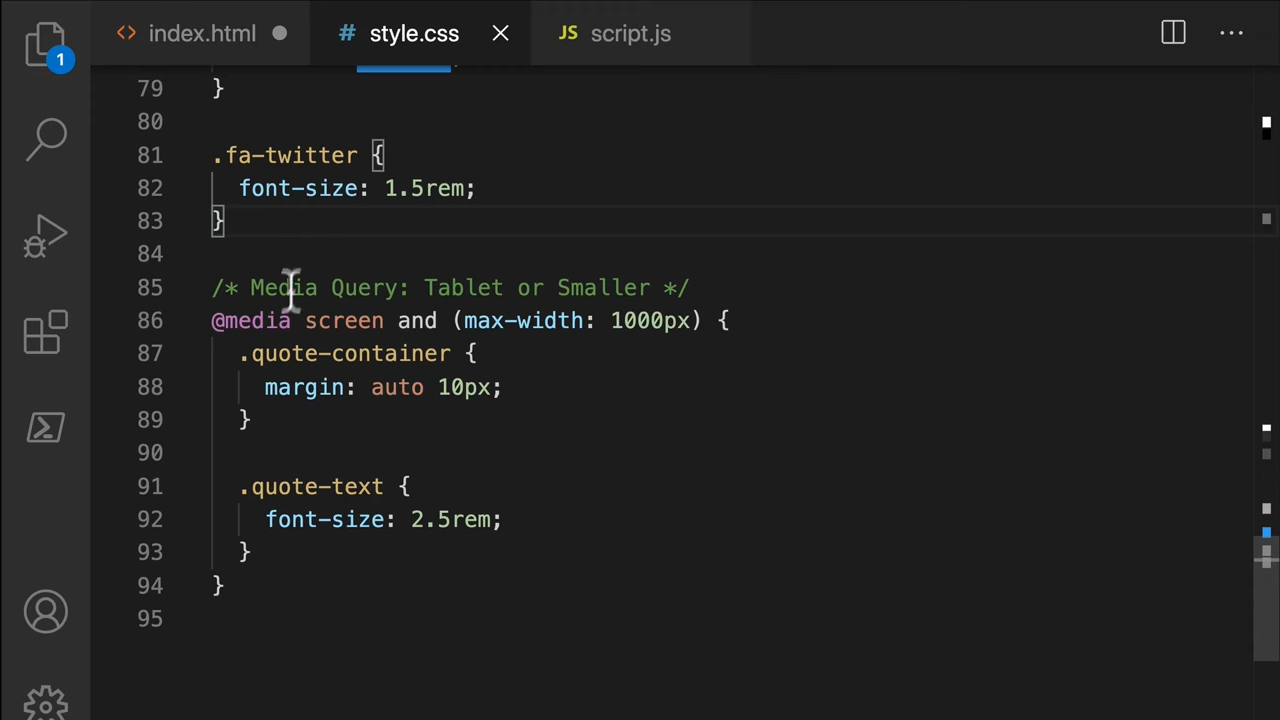 index.html
# style.css
JS script.js
1
79 }
80
81 .fa-twitter {
82 font-size: 1.5rem;
83 }
84
85 /* Media Query: Tablet or Smaller */
86 @media screen and (max-width: 1000px) {
87 .quote-container {
88 margin: auto 10px;
89 }
90
91 .quote-text {
92 font-size: 2.5rem;
93 }
94 }
95